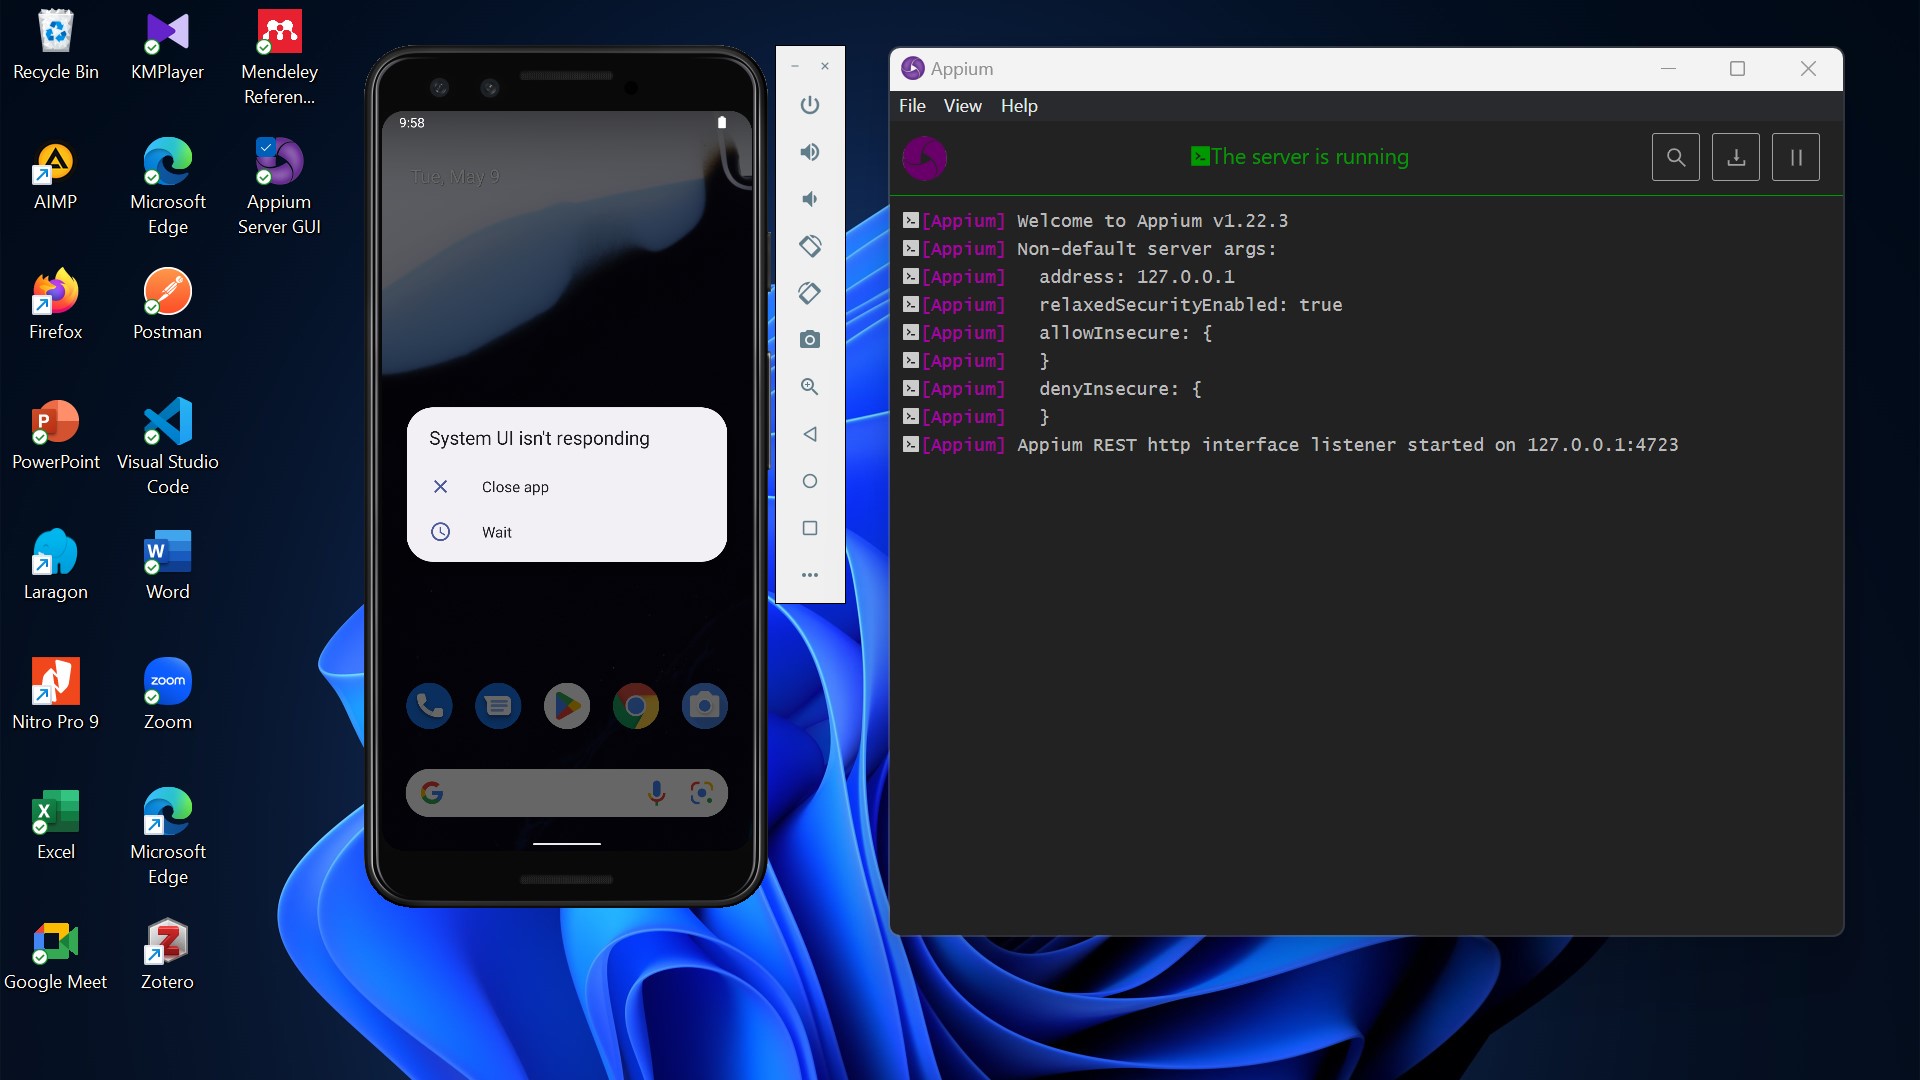 Recycle Bin
KMPlayer
Mendeley
Referen...
AIMP
Microsoft
Edge
Appium
Server GUI
Firefox
Postman
PowerPoint
Visual Studio
Code
Laragon
Word
Nitro Pro 9
Zoom
zoom
Excel
Microsoft
Edge
Google Meet
Zotero
9:58
Tue, May 9
System UI isn't responding
Close app
Wait
Appium
File View Help
The server is running
[Appium] Welcome to Appium v1.22.3
[Appium] Non-default server args:
[Appium] address: 127.0.0.1
[Appium] relaxedSecurityEnabled: true
[Appium] allowInsecure: {
[Appium] }
[Appium] denyInsecure: {
[Appium] }
[Appium] Appium REST http interface listener started on 127.0.0.1:4723